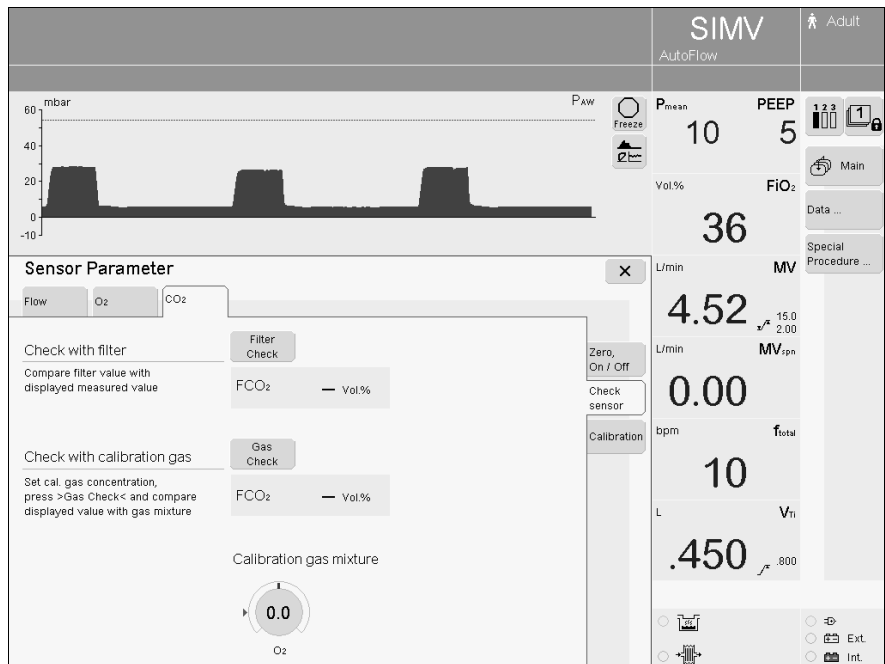 SIMV
AutoFlow
Adult
mbar
PAW
60
40
20
0
-10
Freeze
Pmean
PEEP
10
5
1 2 3
1
Main
Vol.%
FiO2
36
Data ...
Special
Procedure ...
Sensor Parameter
Flow
O2
CO2
L/min
MV
4.52
15.0
2.00
Check with filter
Filter
Check
Compare filter value with
displayed measured value
FCO2
– Vol.%
Zero,
On / Off
Check
sensor
Calibration
L/min
MVspn
0.00
Check with calibration gas
Gas
Check
Set cal. gas concentration,
press >Gas Check< and compare
displayed value with gas mixture
FCO2
– Vol.%
bpm
ftotal
10
L
VTi
.450
.800
Calibration gas mixture
0.0
O2
Ext.
Int.